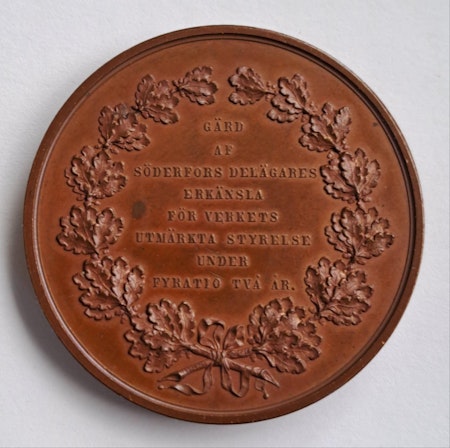 GÄRD
AF
SÖDERFORS DELÄGARES
ERKÄNSLA
FÖR VERKETS
UTMÄRKTA STYRELSE
UNDER
FYRATIO TVÅ ÅR.